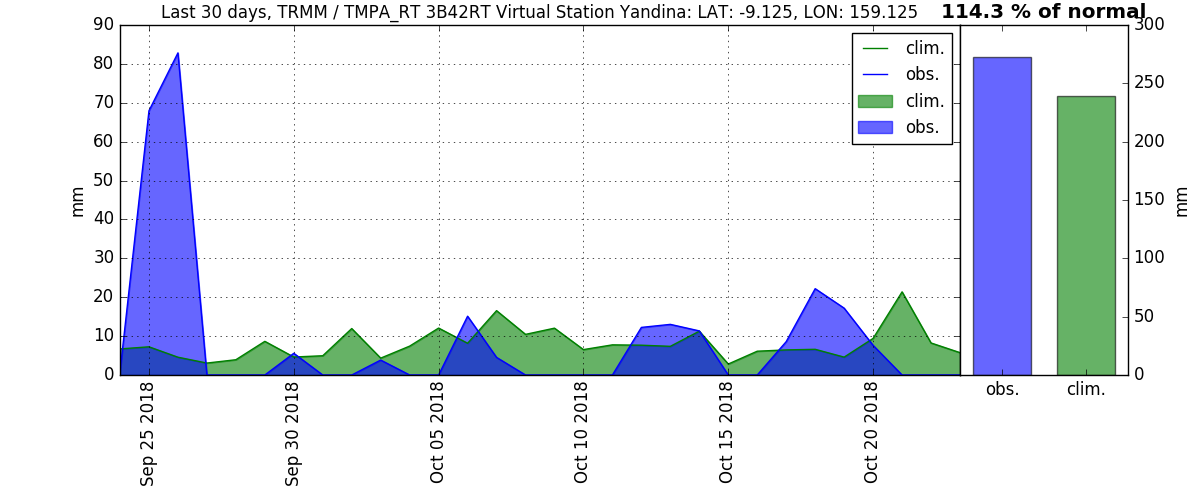 Last 30 days, TRMM / TMPA_RT 3B42RT Virtual Station Yandina: LAT: -9.125, LON: 159.125
114.3 % of normal
90
80
70
60
50
40
30
20
10
0
mm
clim.
obs.
clim.
obs.
Sep 25 2018
Sep 30 2018
Oct 05 2018
Oct 10 2018
Oct 15 2018
Oct 20 2018
300
250
200
150
100
50
0
mm
obs.
clim.